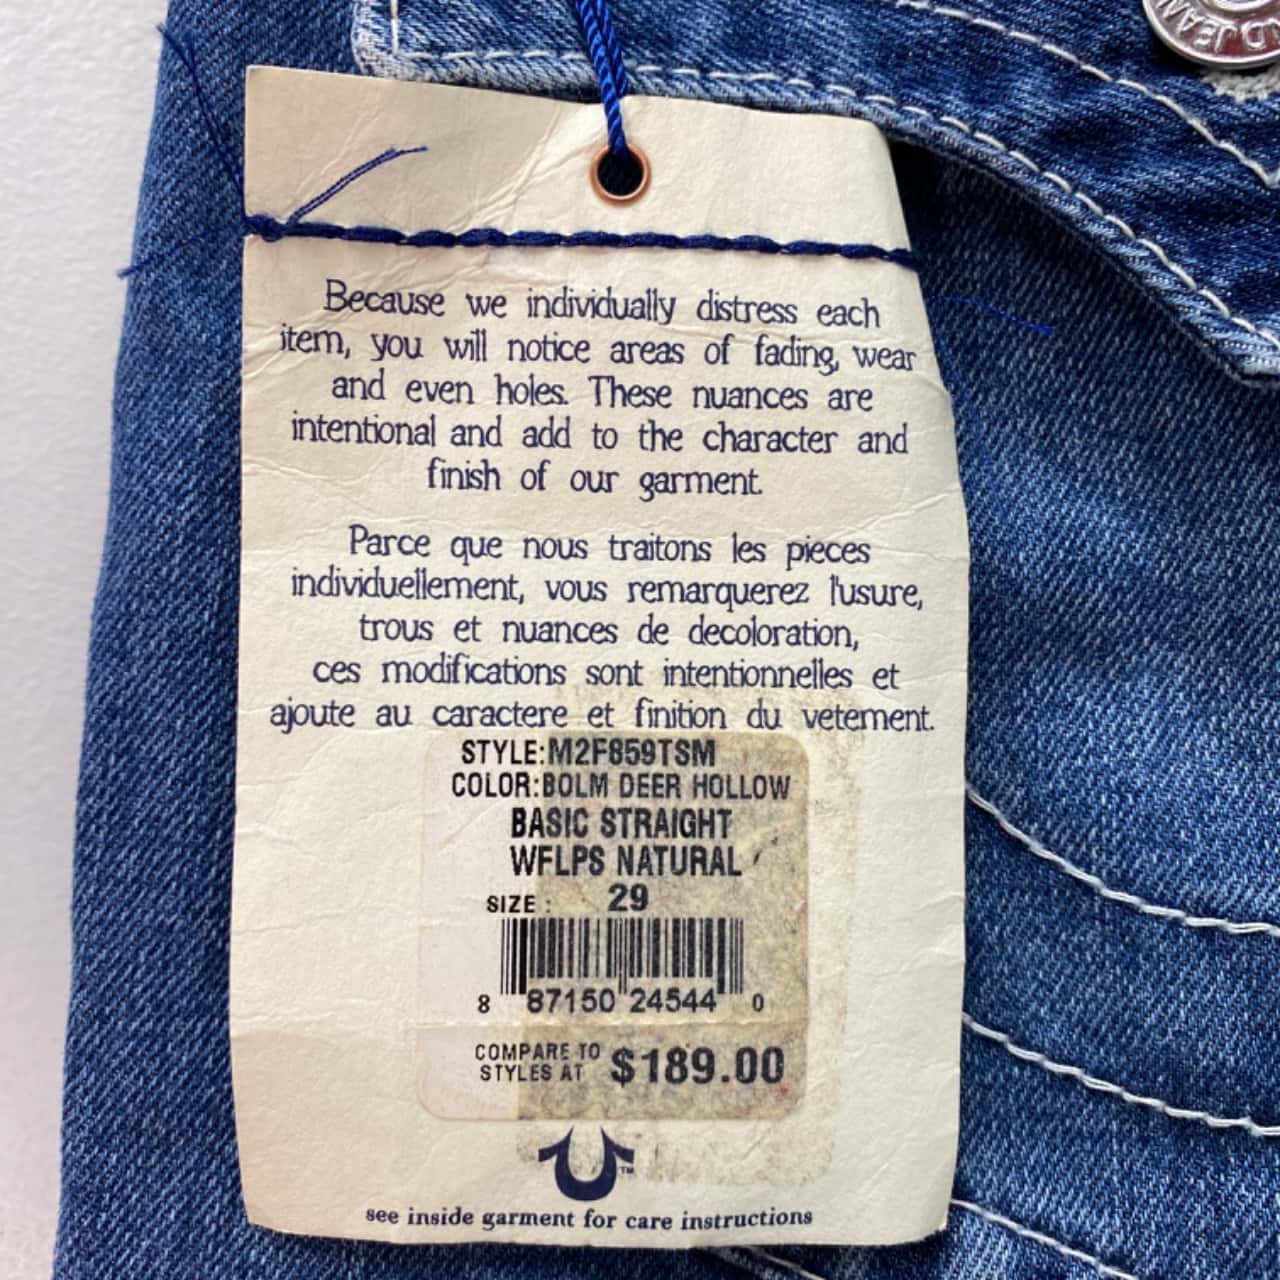 Because we individually distress each
item, you will notice areas of fading, wear
and even holes. These nuances are
intentional and add to the character and
finish of our garment.
Parce que nous traitons les pieces
individuellement, vous remarquerez l'usure,
trous et nuances de decoloration,
ces modifications sont intentionnelles et
ajoute au caractere et finition du vetement.
STYLE:M2F859TSM
COLOR:BOLM DEER HOLLOW
BASIC STRAIGHT
WFLPS NATURAL
SIZE : 29
8 87150 24544 0
COMPARE TO
STYLES AT $189.00
TM
see inside garment for care instructions